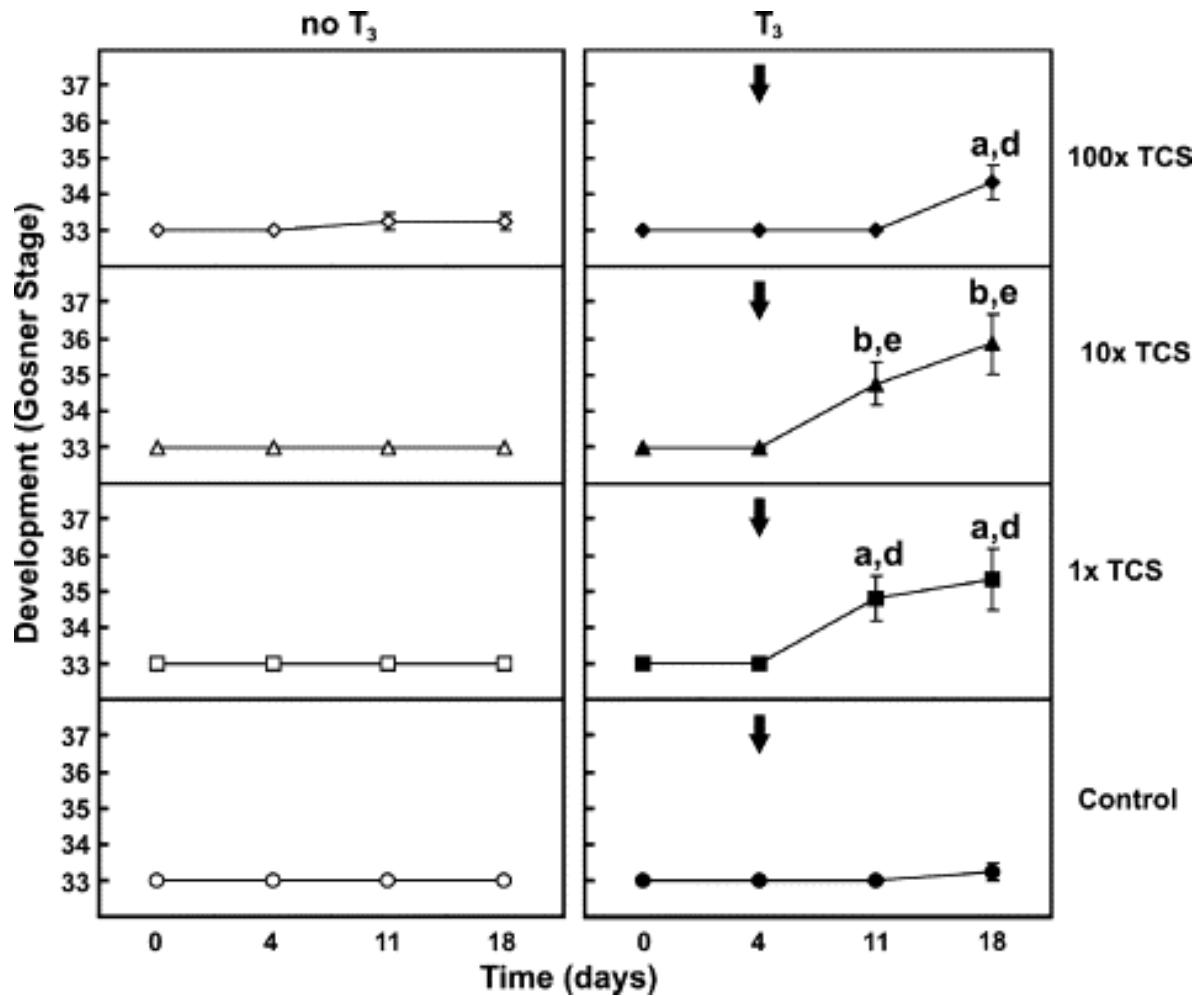 no T3
T3
Development (Gosner Stage)
37
36
35
34
33
a,d
100x TCS
37
36
35
34
33
b,e
b,e
10x TCS
37
36
35
34
33
a,d
a,d
1x TCS
37
36
35
34
33
Control
0 4 11 18
0 4 11 18
Time (days)